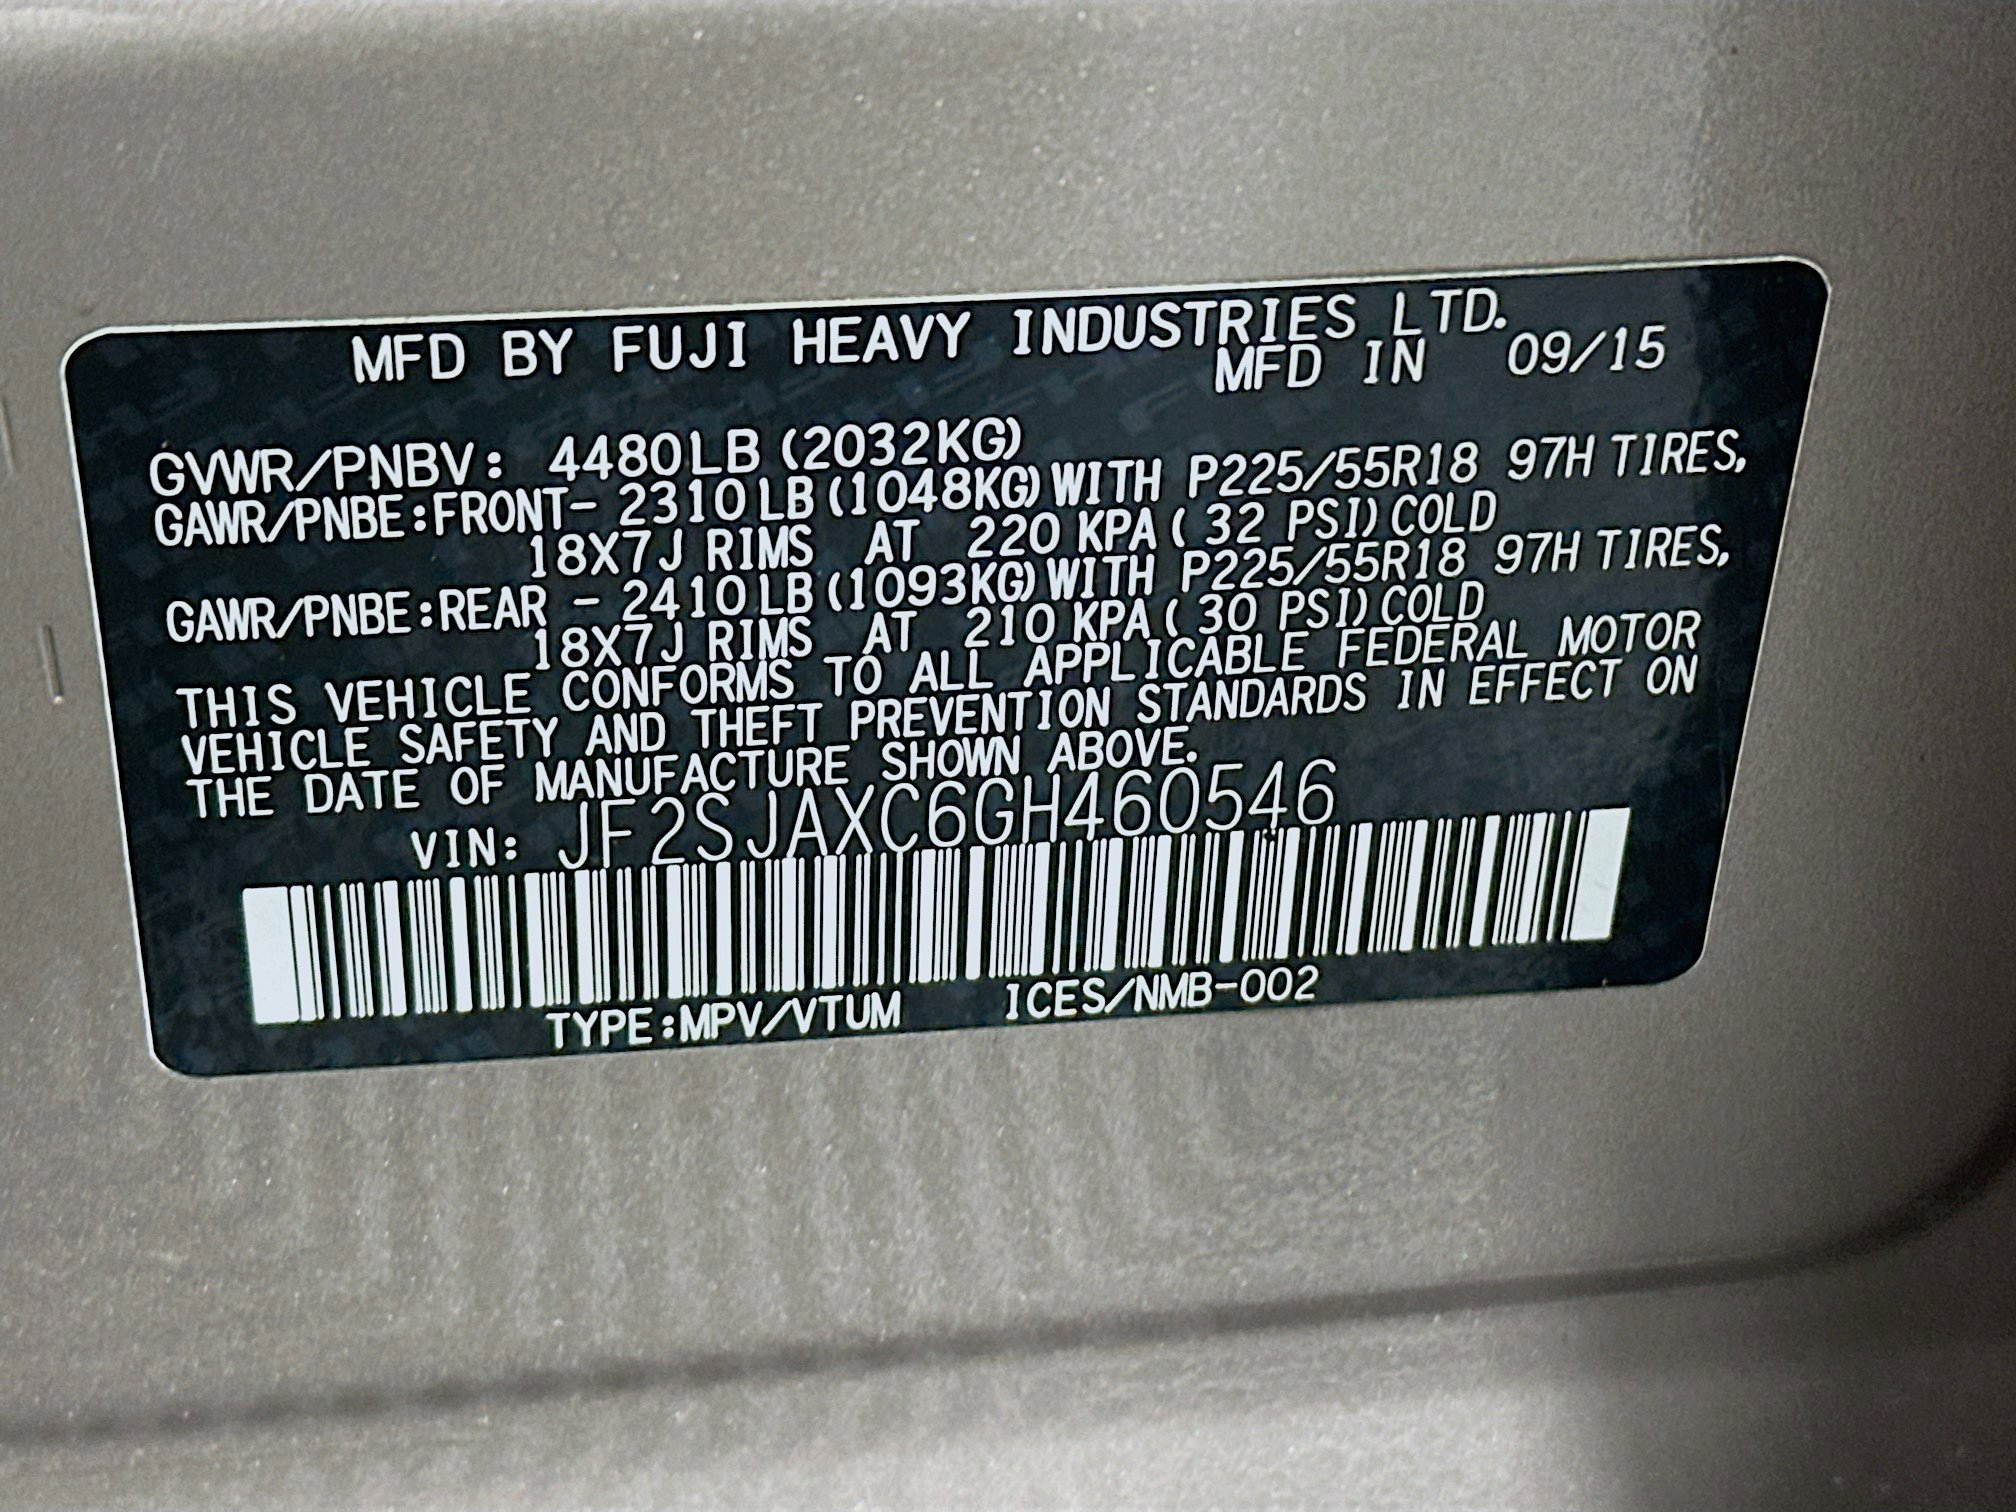 MFD BY FUJI HEAVY INDUSTRIES LTD.
MFD IN 09/15
GVWR/PNBV: 4480LB (2032KG)
GAWR/PNBE:FRONT- 2310LB(1048KG)WITH P225/55R18 97H TIRES,
18X7J RIMS AT 220 KPA( 32 PSI)COLD
GAWR/PNBE:REAR - 2410LB(1093KG)WITH P225/55R18 97H TIRES,
18X7J RIMS AT 210 KPA( 30 PSI)COLD
THIS VEHICLE CONFORMS TO ALL APPLICABLE FEDERAL MOTOR
VEHICLE SAFETY AND THEFT PREVENTION STANDARDS IN EFFECT ON
THE DATE OF MANUFACTURE SHOWN ABOVE.
VIN: JF2SJAXC6GH460546
TYPE:MPV/VTUM ICES/NMB-002